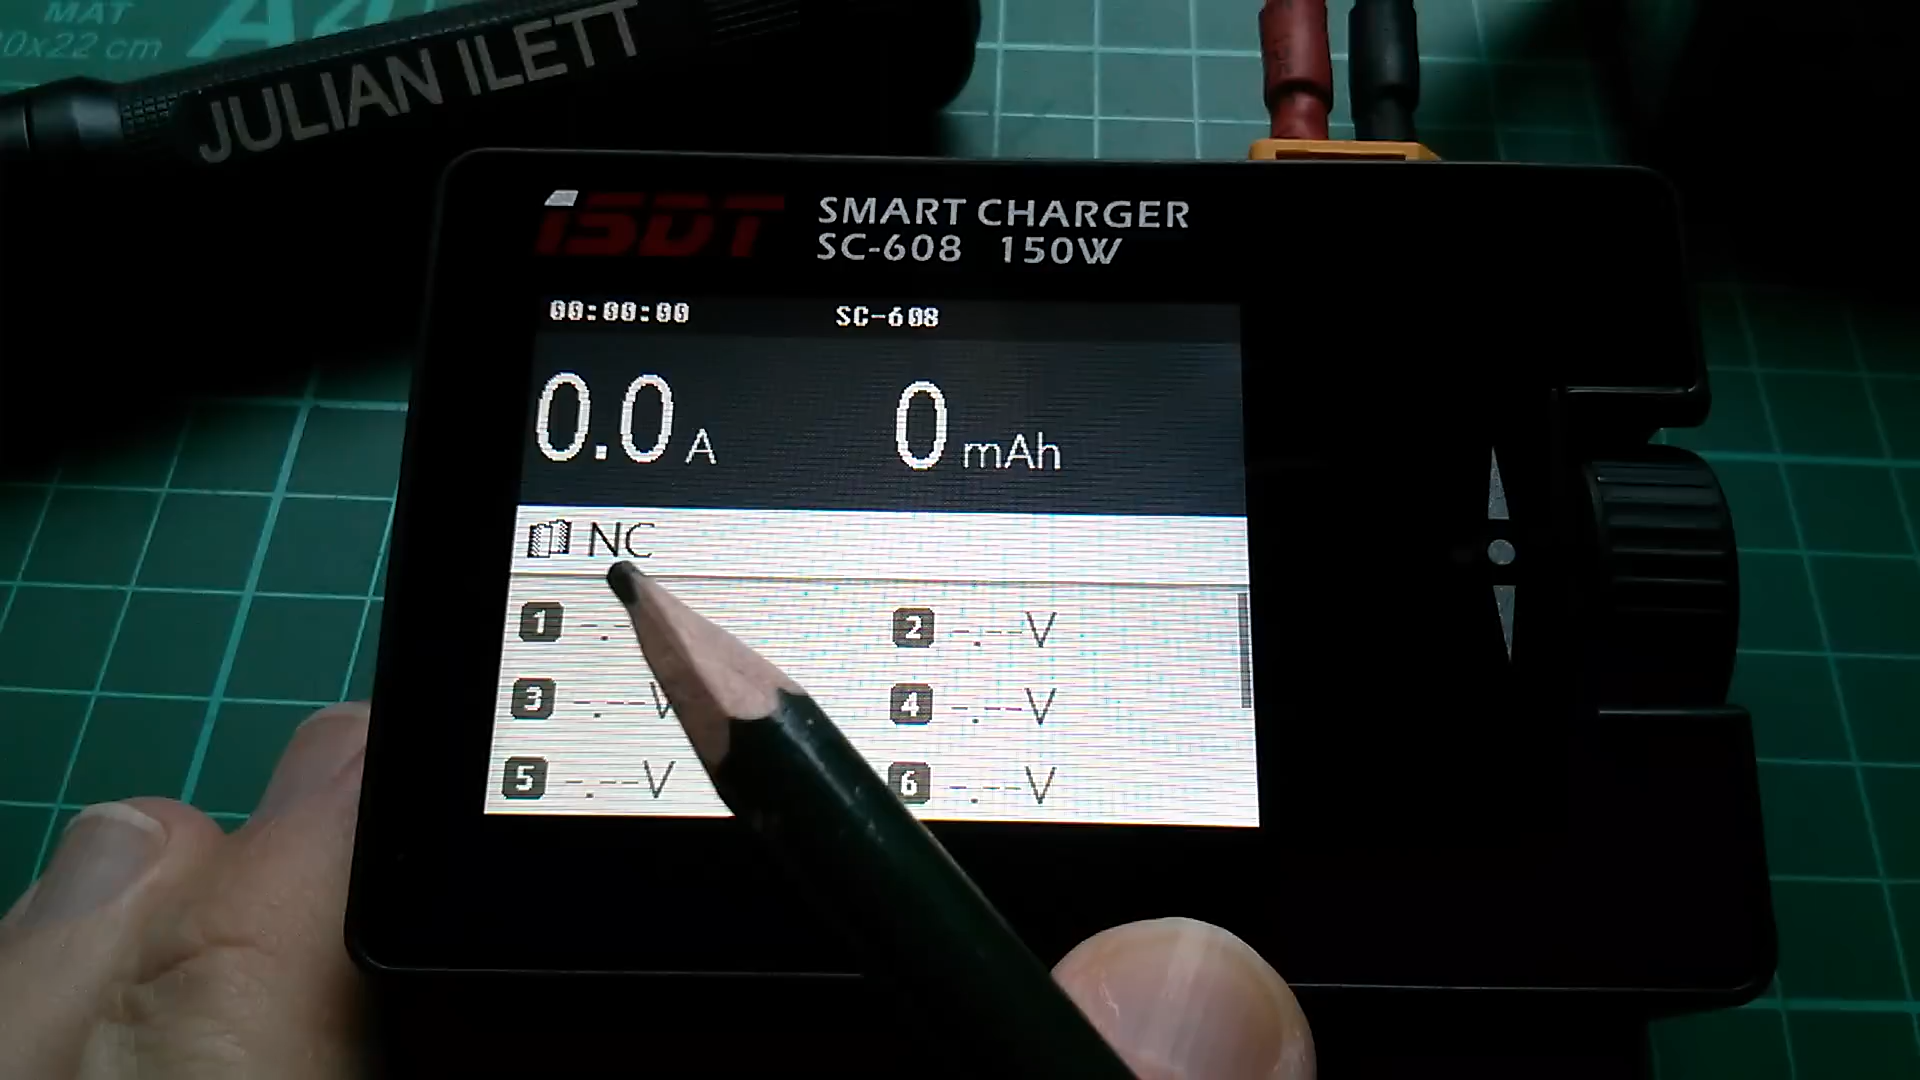 MAT
A4
0x22 cm
JULIAN ILETT
iSDT
SMART CHARGER
SC-608 150W
00:00:00 SC-608
0.0 A 0 mAh
NC
1 -.- 2 -.--V
3 -.--V 4 -.--V
5 -.--V 6 -.--V